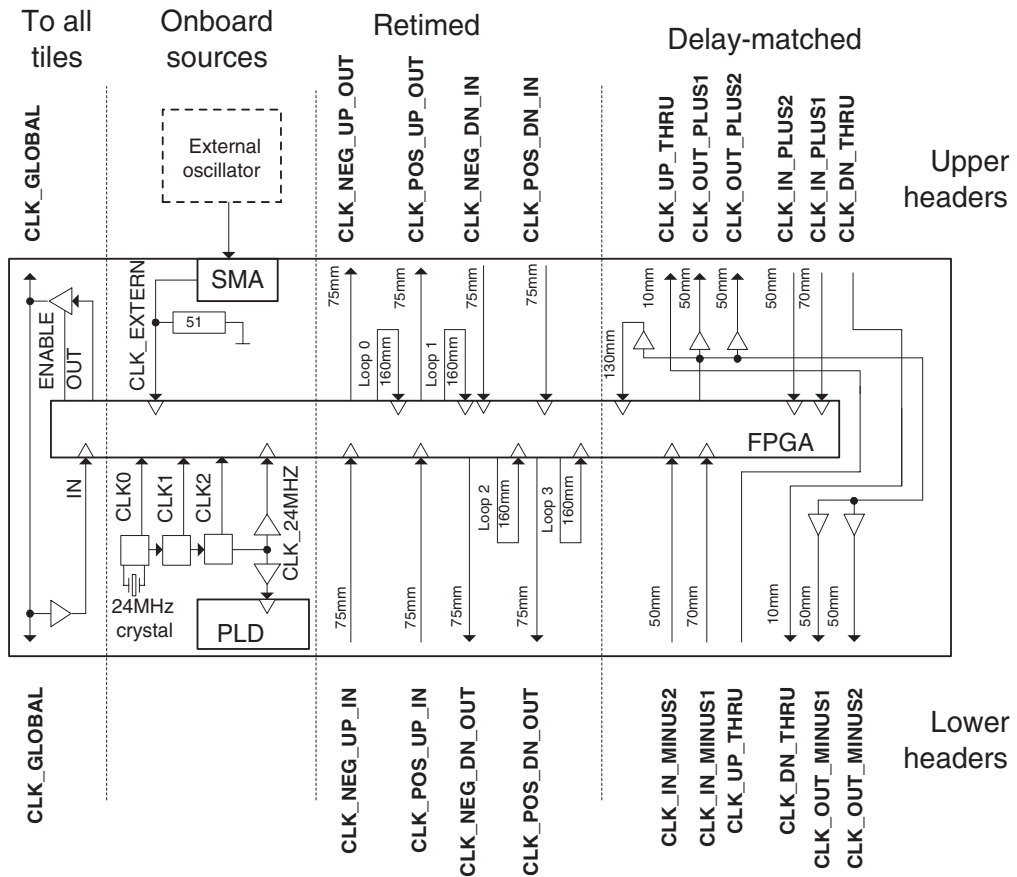 To all
tiles
Onboard
sources
Retimed
Delay-matched
CLK_GLOBAL
External
oscillator
CLK_NEG_UP_OUT
CLK_POS_UP_OUT
CLK_NEG_DN_IN
CLK_POS_DN_IN
CLK_UP_THRU
CLK_OUT_PLUS1
CLK_OUT_PLUS2
CLK_IN_PLUS2
CLK_IN_PLUS1
CLK_DN_THRU
Upper
headers
ENABLE
OUT
CLK_EXTERN
SMA
51
75mm
Loop 0
160mm
75mm
Loop 1
160mm
75mm
75mm
130mm
10mm
50mm
50mm
50mm
70mm
FPGA
IN
CLK0
CLK1
CLK2
CLK_24MHZ
24MHz
crystal
PLD
75mm
75mm
75mm
Loop 2
160mm
75mm
Loop 3
160mm
50mm
70mm
10mm
50mm
50mm
CLK_GLOBAL
CLK_NEG_UP_IN
CLK_POS_UP_IN
CLK_NEG_DN_OUT
CLK_POS_DN_OUT
CLK_IN_MINUS2
CLK_IN_MINUS1
CLK_UP_THRU
CLK_DN_THRU
CLK_OUT_MINUS1
CLK_OUT_MINUS2
Lower
headers